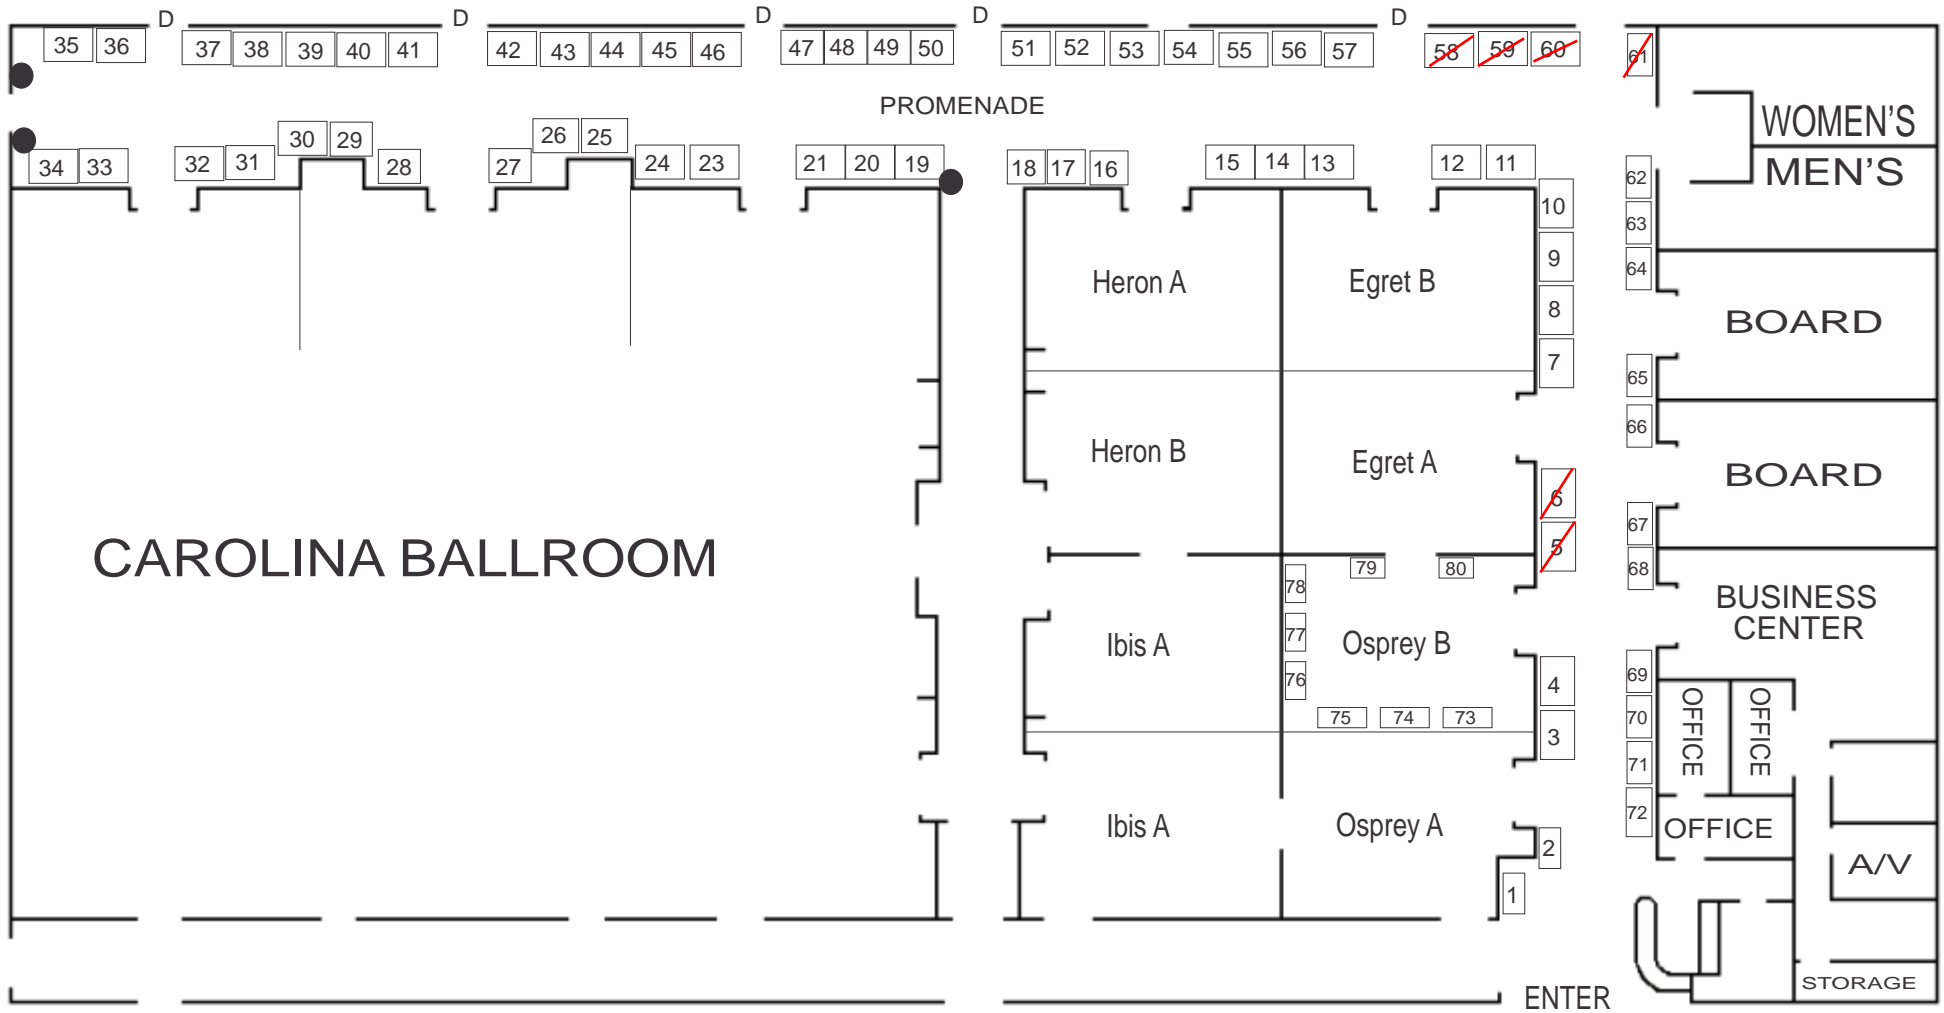 D D D D D
35 36 37 38 39 40 41 42 43 44 45 46 47 48 49 50 51 52 53 54 55 56 57 58 59 60 61
PROMENADE
34 33 32 31 30 29 28 27 26 25 24 23 21 20 19 18 17 16 15 14 13 12 11
WOMEN'S
MEN'S
10
9
8
7
6
5
4
3
2
1
62
63
64
65
66
67
68
69
70
71
72
Heron A
Egret B
BOARD
Heron B
Egret A
BOARD
CAROLINA BALLROOM
79 80
78
77
76
75 74 73
Ibis A
Osprey B
BUSINESS
CENTER
OFFICE
OFFICE
Ibis A
Osprey A
OFFICE
A/V
STORAGE
ENTER